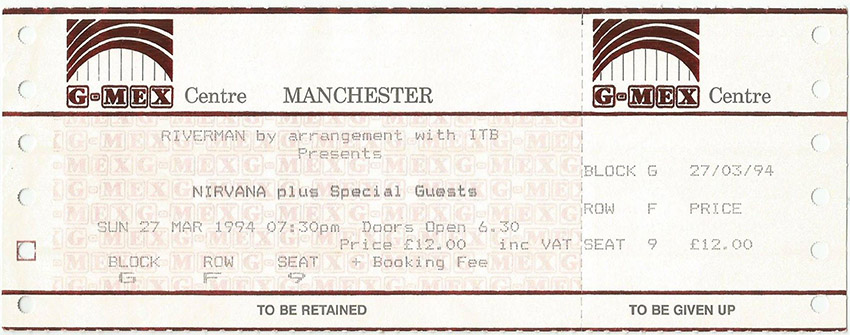 G-MEX Centre MANCHESTER
RIVERMAN by arrangement with ITB
Presents
NIRVANA plus Special Guests
SUN 27 MAR 1994 07:30pm Doors Open 6.30
Price £12.00 inc VAT
BLOCK ROW SEAT + Booking Fee
G F 9
TO BE RETAINED
G-MEX Centre
BLOCK G 27/03/94
ROW F PRICE
SEAT 9 £12.00
TO BE GIVEN UP